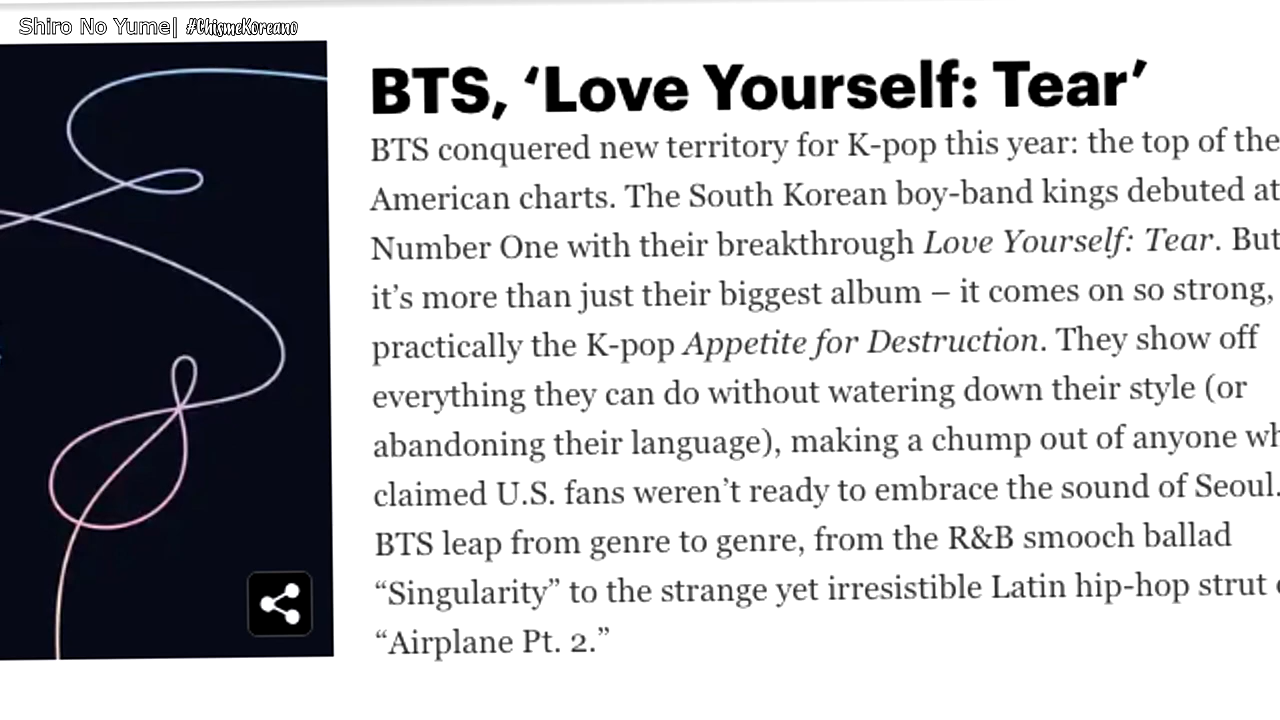 Shiro No Yume| #ChismeKoreano
BTS, ‘Love Yourself: Tear’
BTS conquered new territory for K-pop this year: the top of the
American charts. The South Korean boy-band kings debuted at
Number One with their breakthrough Love Yourself: Tear. But
it’s more than just their biggest album – it comes on so strong,
practically the K-pop Appetite for Destruction. They show off
everything they can do without watering down their style (or
abandoning their language), making a chump out of anyone
claimed U.S. fans weren’t ready to embrace the sound of Seoul.
BTS leap from genre to genre, from the R&B smooch ballad
“Singularity” to the strange yet irresistible Latin hip-hop strut
“Airplane Pt. 2.”